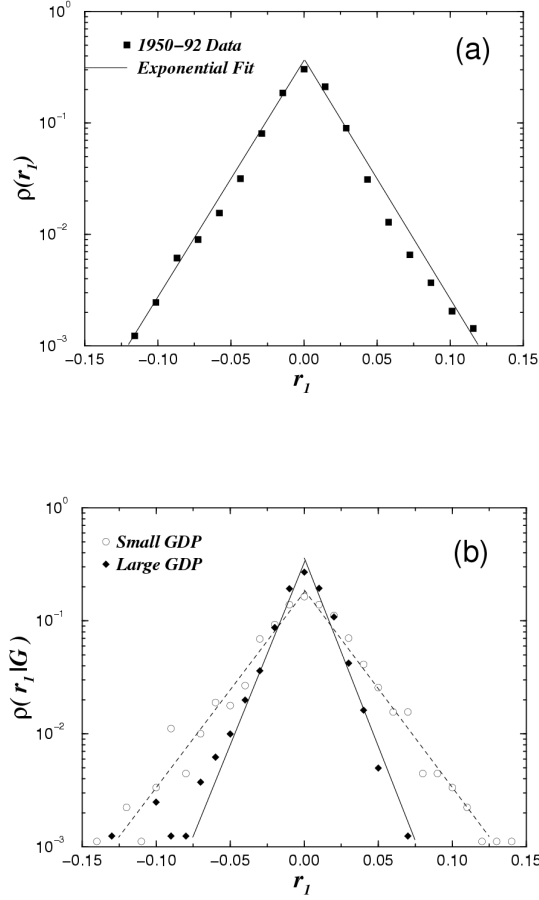 (a)
1950−92 Data
Exponential Fit
10⁰
10⁻¹
10⁻²
10⁻³
ρ(r₁)
−0.15 −0.10 −0.05 0.00 0.05 0.10 0.15
r₁
(b)
Small GDP
Large GDP
10⁰
10⁻¹
10⁻²
10⁻³
ρ(r₁|G)
−0.15 −0.10 −0.05 0.00 0.05 0.10 0.15
r₁